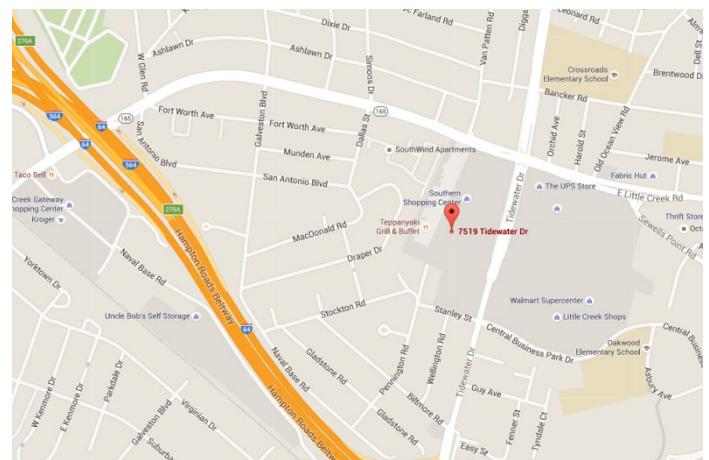 276A
W Glen Rd
Ashlawn Dr
Dixie Dr
Ashlawn Dr
Simons Dr
Farland Rd
Van Patten Rd
Diggs
Leonard Rd
Alma
Dell St
Crossroads
Elementary School
Brentwood Dr
Bancker Rd
564
64
165
San Antonio Blvd
Fort Worth Ave
Galveston Blvd
Fort Worth Ave
Dallas St
165
Orchid Ave
Harold St
Old Ocean View Rd
Jerome Ave
564
Munden Ave
SouthWind Apartments
Taco Bell
San Antonio Blvd
Fabric Hut
The UPS Store
E Little Creek Rd
Southern
Shopping Center
Tidewater Dr
Creek Gateway
hopping Center
Kroger
276A
MacDonald Rd
Teppanyaki
Grill & Buffet
7519 Tidewater Dr
Thrift Store
Octa
Sewells Point Rd
Draper Dr
Hampton Roads Beltway
Yorktown Dr
Naval Base Rd
Stockton Rd
Stanley St
Walmart Supercenter
Little Creek Shops
Uncle Bob's Self Storage
64
Central Business Park Dr
Central Business
Oakwood
Elementary School
Naval Base Rd
Gladstone Rd
Pennington Rd
Wellington Rd
Tidewater Dr
Asbury Ave
Guy Ave
W Kenmore Dr
E Kenmore Dr
Parkdale Dr
Galveston Blvd
Virginian Dr
Suburba
Hampton Roads Beltway
Gladstone Rd
Biltmore Rd
Easy St
Fenner St
Tyndale Ct